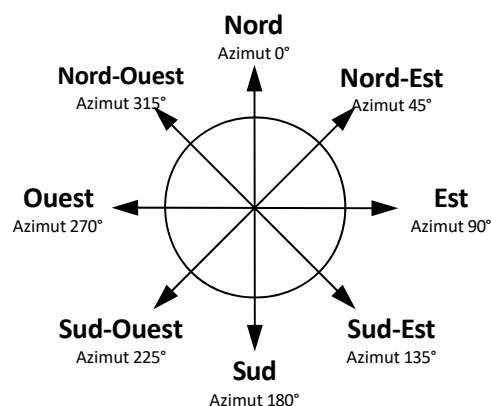 Nord
Azimut 0°
Nord-Ouest
Azimut 315°
Nord-Est
Azimut 45°
Ouest
Azimut 270°
Est
Azimut 90°
Sud-Ouest
Azimut 225°
Sud-Est
Azimut 135°
Sud
Azimut 180°